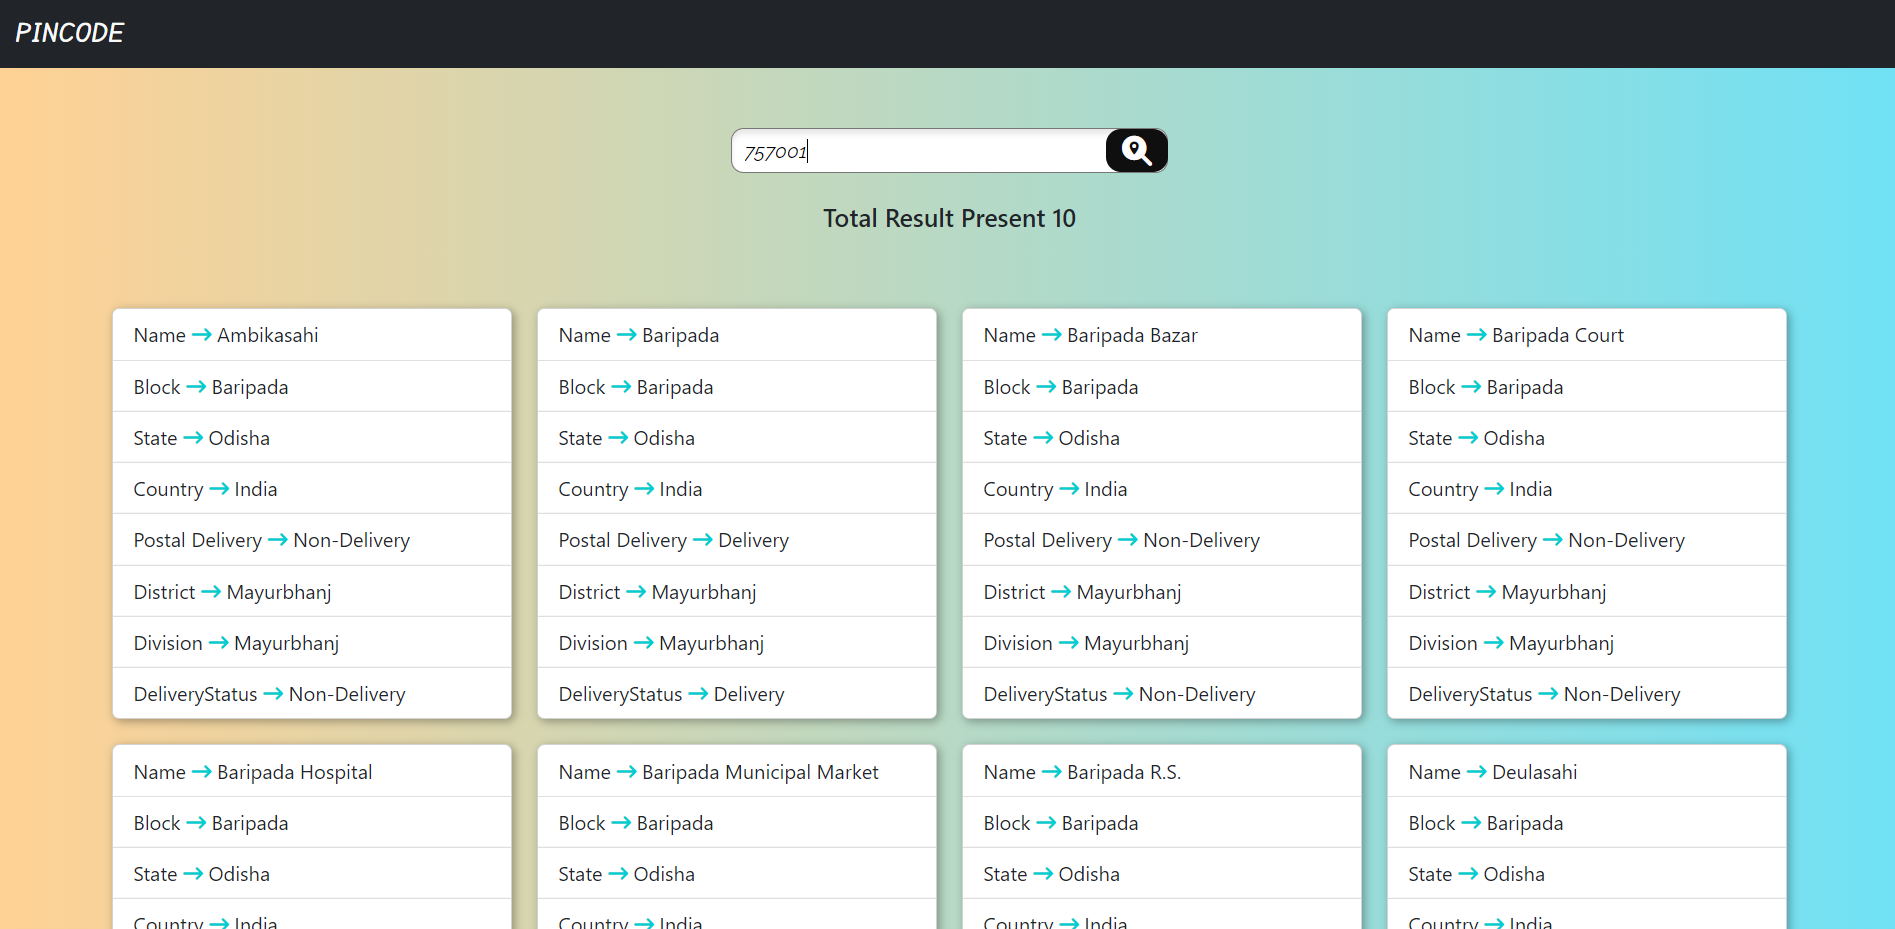 PINCODE
757001
Total Result Present 10
Name → Ambikasahi
Block → Baripada
State → Odisha
Country → India
Postal Delivery → Non-Delivery
District → Mayurbhanj
Division → Mayurbhanj
DeliveryStatus → Non-Delivery
Name → Baripada
Block → Baripada
State → Odisha
Country → India
Postal Delivery → Delivery
District → Mayurbhanj
Division → Mayurbhanj
DeliveryStatus → Delivery
Name → Baripada Bazar
Block → Baripada
State → Odisha
Country → India
Postal Delivery → Non-Delivery
District → Mayurbhanj
Division → Mayurbhanj
DeliveryStatus → Non-Delivery
Name → Baripada Court
Block → Baripada
State → Odisha
Country → India
Postal Delivery → Non-Delivery
District → Mayurbhanj
Division → Mayurbhanj
DeliveryStatus → Non-Delivery
Name → Baripada Hospital
Block → Baripada
State → Odisha
Country → India
Name → Baripada Municipal Market
Block → Baripada
State → Odisha
Country → India
Name → Baripada R.S.
Block → Baripada
State → Odisha
Country → India
Name → Deulasahi
Block → Baripada
State → Odisha
Country → India